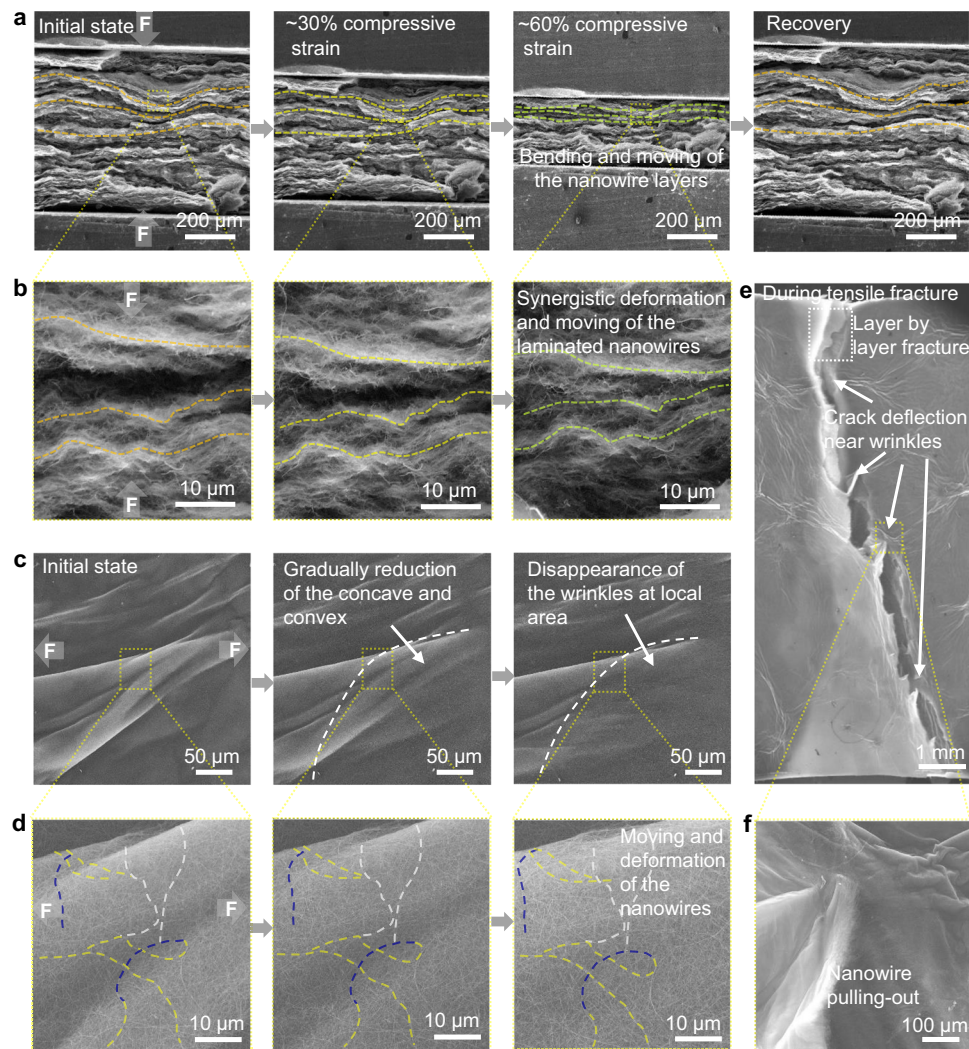 a
Initial state
F
F
200 µm
~30% compressive
strain
200 µm
~60% compressive
strain
Bending and moving of
the nanowire layers
200 µm
Recovery
200 µm
b
F
F
10 µm
10 µm
Synergistic deformation
and moving of the
laminated nanowires
10 µm
e
During tensile fracture
Layer by
layer fracture
Crack deflection
near wrinkles
1 mm
c
Initial state
F
F
50 µm
Gradually reduction
of the concave and
convex
50 µm
Disappearance of
the wrinkles at local
area
50 µm
d
F
F
10 µm
10 µm
Moving and
deformation
of the
nanowires
10 µm
f
Nanowire
pulling-out
100 µm